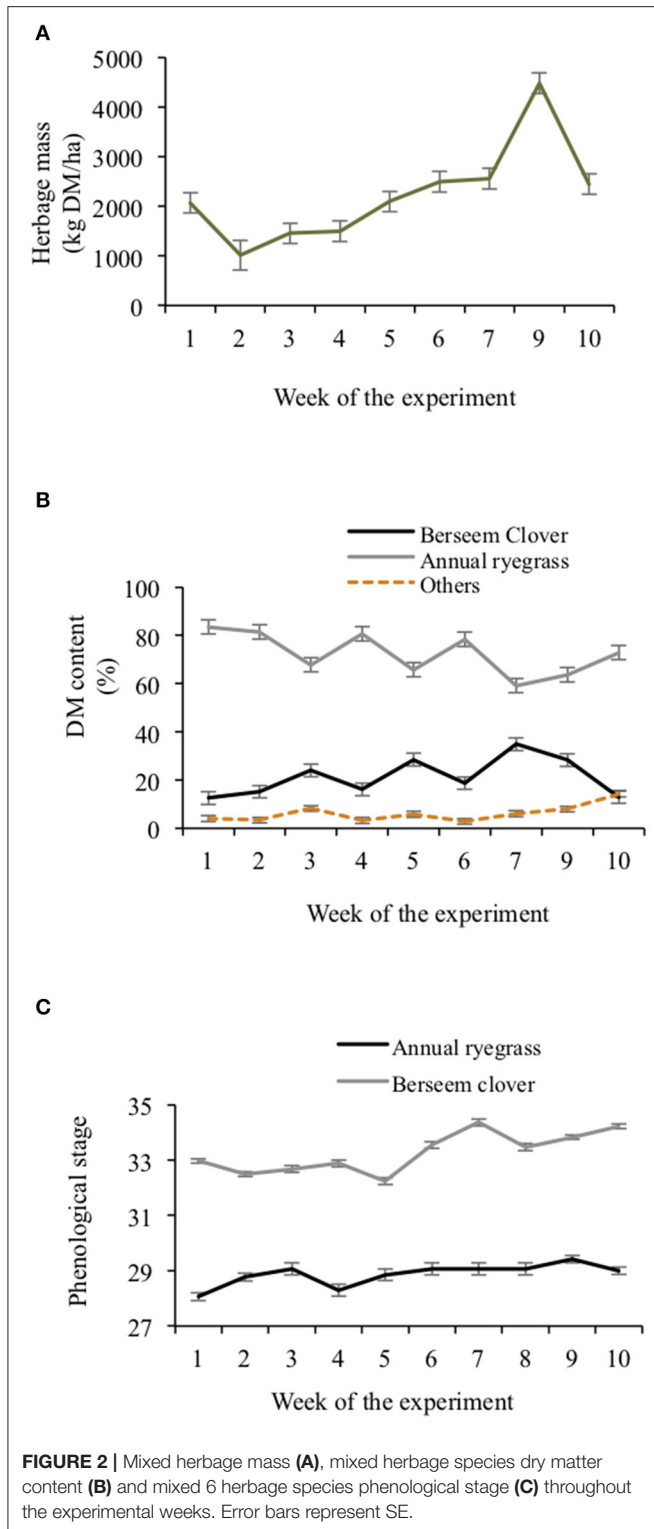 A
5000
4000
3000
2000
1000
0
Herbage mass
(kg DM/ha)
1 2 3 4 5 6 7 9 10
Week of the experiment
B
Berseem Clover
Annual ryegrass
Others
100
80
60
40
20
0
DM content
(%)
1 2 3 4 5 6 7 9 10
Week of the experiment
C
Annual ryegrass
Berseem clover
35
33
31
29
27
Phenological stage
1 2 3 4 5 6 7 8 9 10
Week of the experiment
FIGURE 2 | Mixed herbage mass (A), mixed herbage species dry matter
content (B) and mixed 6 herbage species phenological stage (C) throughout
the experimental weeks. Error bars represent SE.